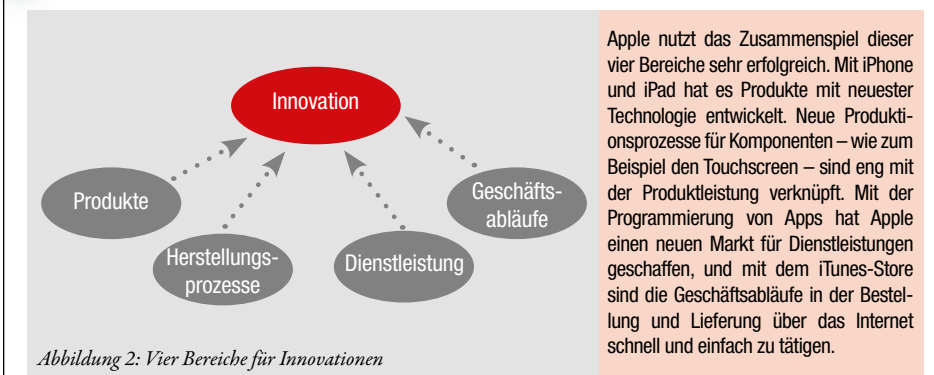 Innovation
Produkte
Herstellungs-
prozesse
Dienstleistung
Geschäfts-
abläufe
Abbildung 2: Vier Bereiche für Innovationen
Apple nutzt das Zusammenspiel dieser
vier Bereiche sehr erfolgreich. Mit iPhone
und iPad hat es Produkte mit neuester
Technologie entwickelt. Neue Produkti-
onsprozesse für Komponenten – wie zum
Beispiel den Touchscreen – sind eng mit
der Produktleistung verknüpft. Mit der
Programmierung von Apps hat Apple
einen neuen Markt für Dienstleistungen
geschaffen, und mit dem iTunes-Store
sind die Geschäftsabläufe in der Bestel-
lung und Lieferung über das Internet
schnell und einfach zu tätigen.